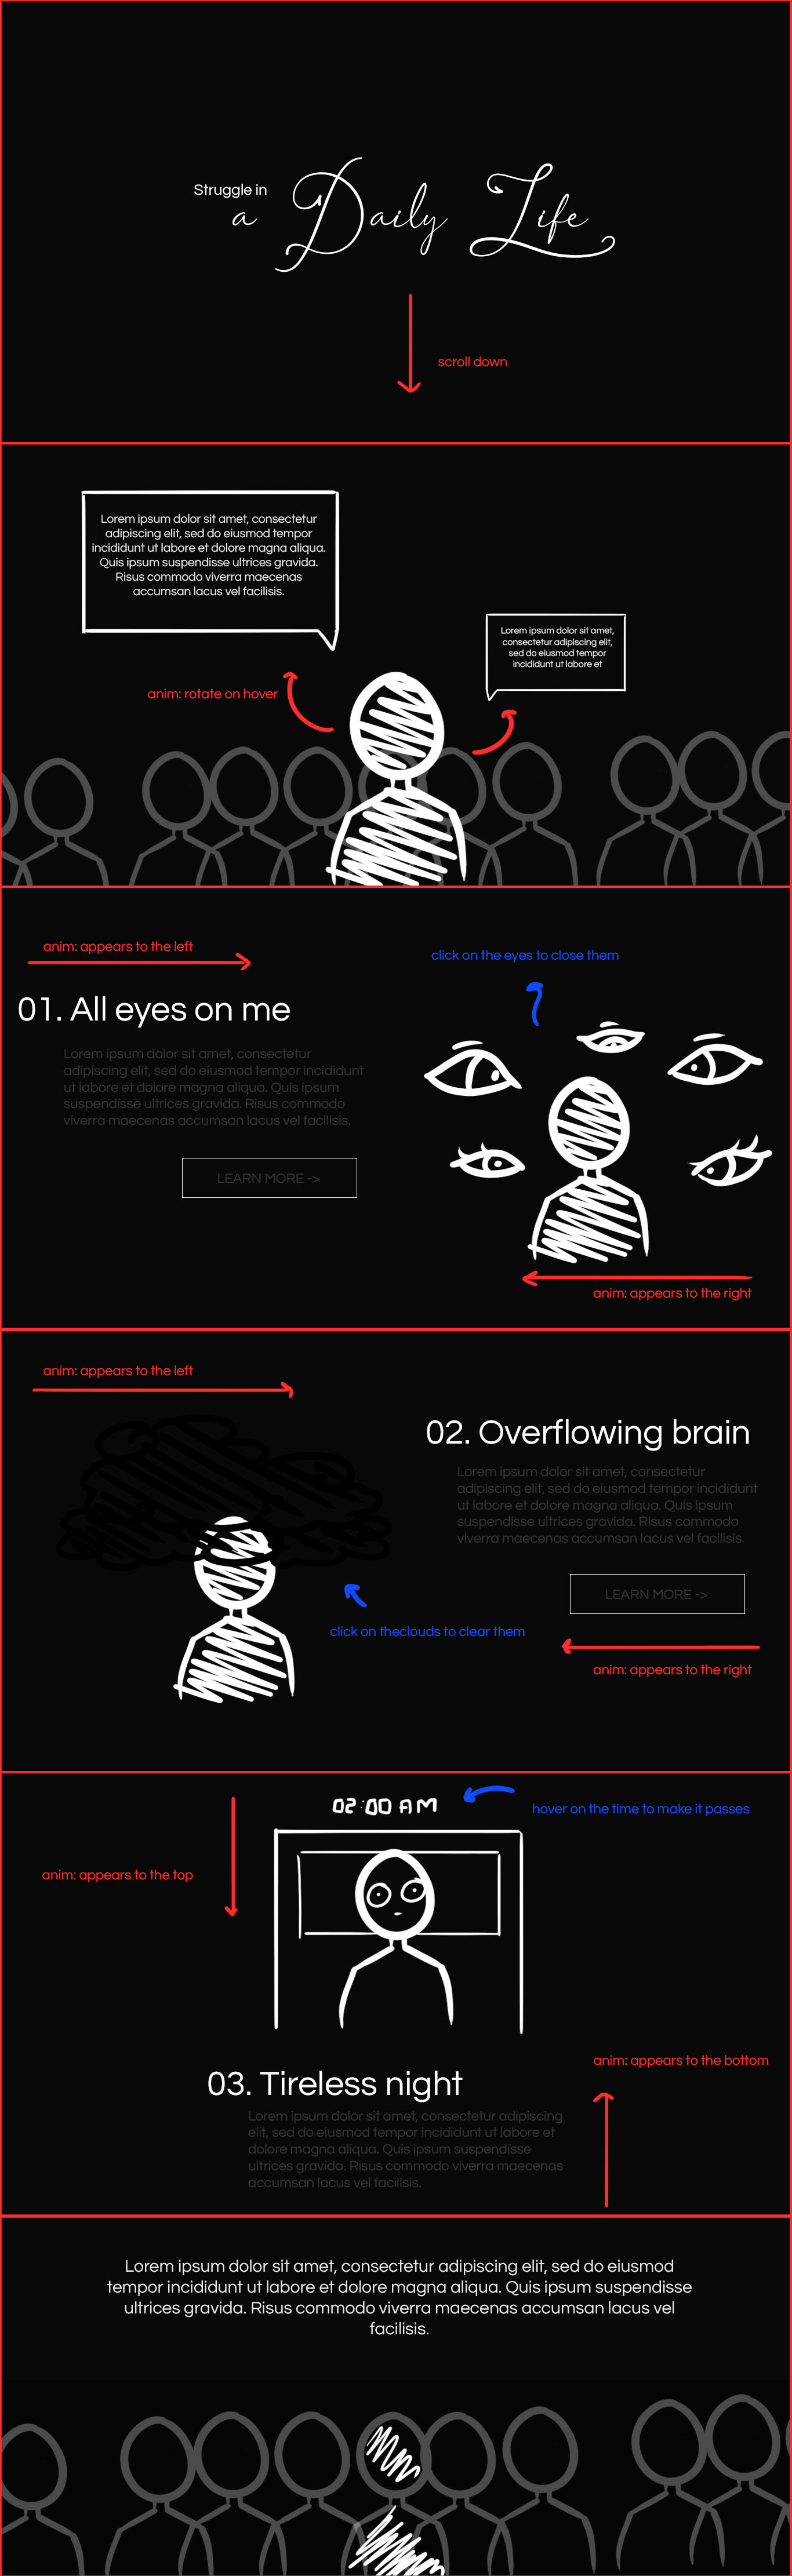 Struggle in
a Daily Life
scroll down
Lorem ipsum dolor sit amet, consectetur
adipiscing elit, sed do eiusmod tempor
incididunt ut labore et dolore magna aliqua.
Quis ipsum suspendisse ultrices gravida.
Risus commodo viverra maecenas
accumsan lacus vel facilisis.
Lorem ipsum dolor sit amet,
consectetur adipiscing elit,
sed do eiusmod tempor
incididunt ut labore et
anim: rotate on hover
anim: appears to the left
click on the eyes to close them
01. All eyes on me
Lorem ipsum dolor sit amet, consectetur
adipiscing elit, sed do eiusmod tempor incididunt
ut labore et dolore magna aliqua. Quis ipsum
suspendisse ultrices gravida. Risus commodo
viverra maecenas accumsan lacus vel facilisis.
LEARN MORE ->
anim: appears to the right
anim: appears to the left
02. Overflowing brain
Lorem ipsum dolor sit amet, consectetur
adipiscing elit, sed do eiusmod tempor incididunt
ut labore et dolore magna aliqua. Quis ipsum
suspendisse ultrices gravida. Risus commodo
viverra maecenas accumsan lacus vel facilisis.
LEARN MORE ->
click on theclouds to clear them
anim: appears to the right
02:00 AM
hover on the time to make it passes
anim: appears to the top
anim: appears to the bottom
03. Tireless night
Lorem ipsum dolor sit amet, consectetur adipiscing
elit, sed do eiusmod tempor incididunt ut labore et
dolore magna aliqua. Quis ipsum suspendisse
ultrices gravida. Risus commodo viverra maecenas
accumsan lacus vel facilisis.
Lorem ipsum dolor sit amet, consectetur adipiscing elit, sed do eiusmod
tempor incididunt ut labore et dolore magna aliqua. Quis ipsum suspendisse
ultrices gravida. Risus commodo viverra maecenas accumsan lacus vel
facilisis.